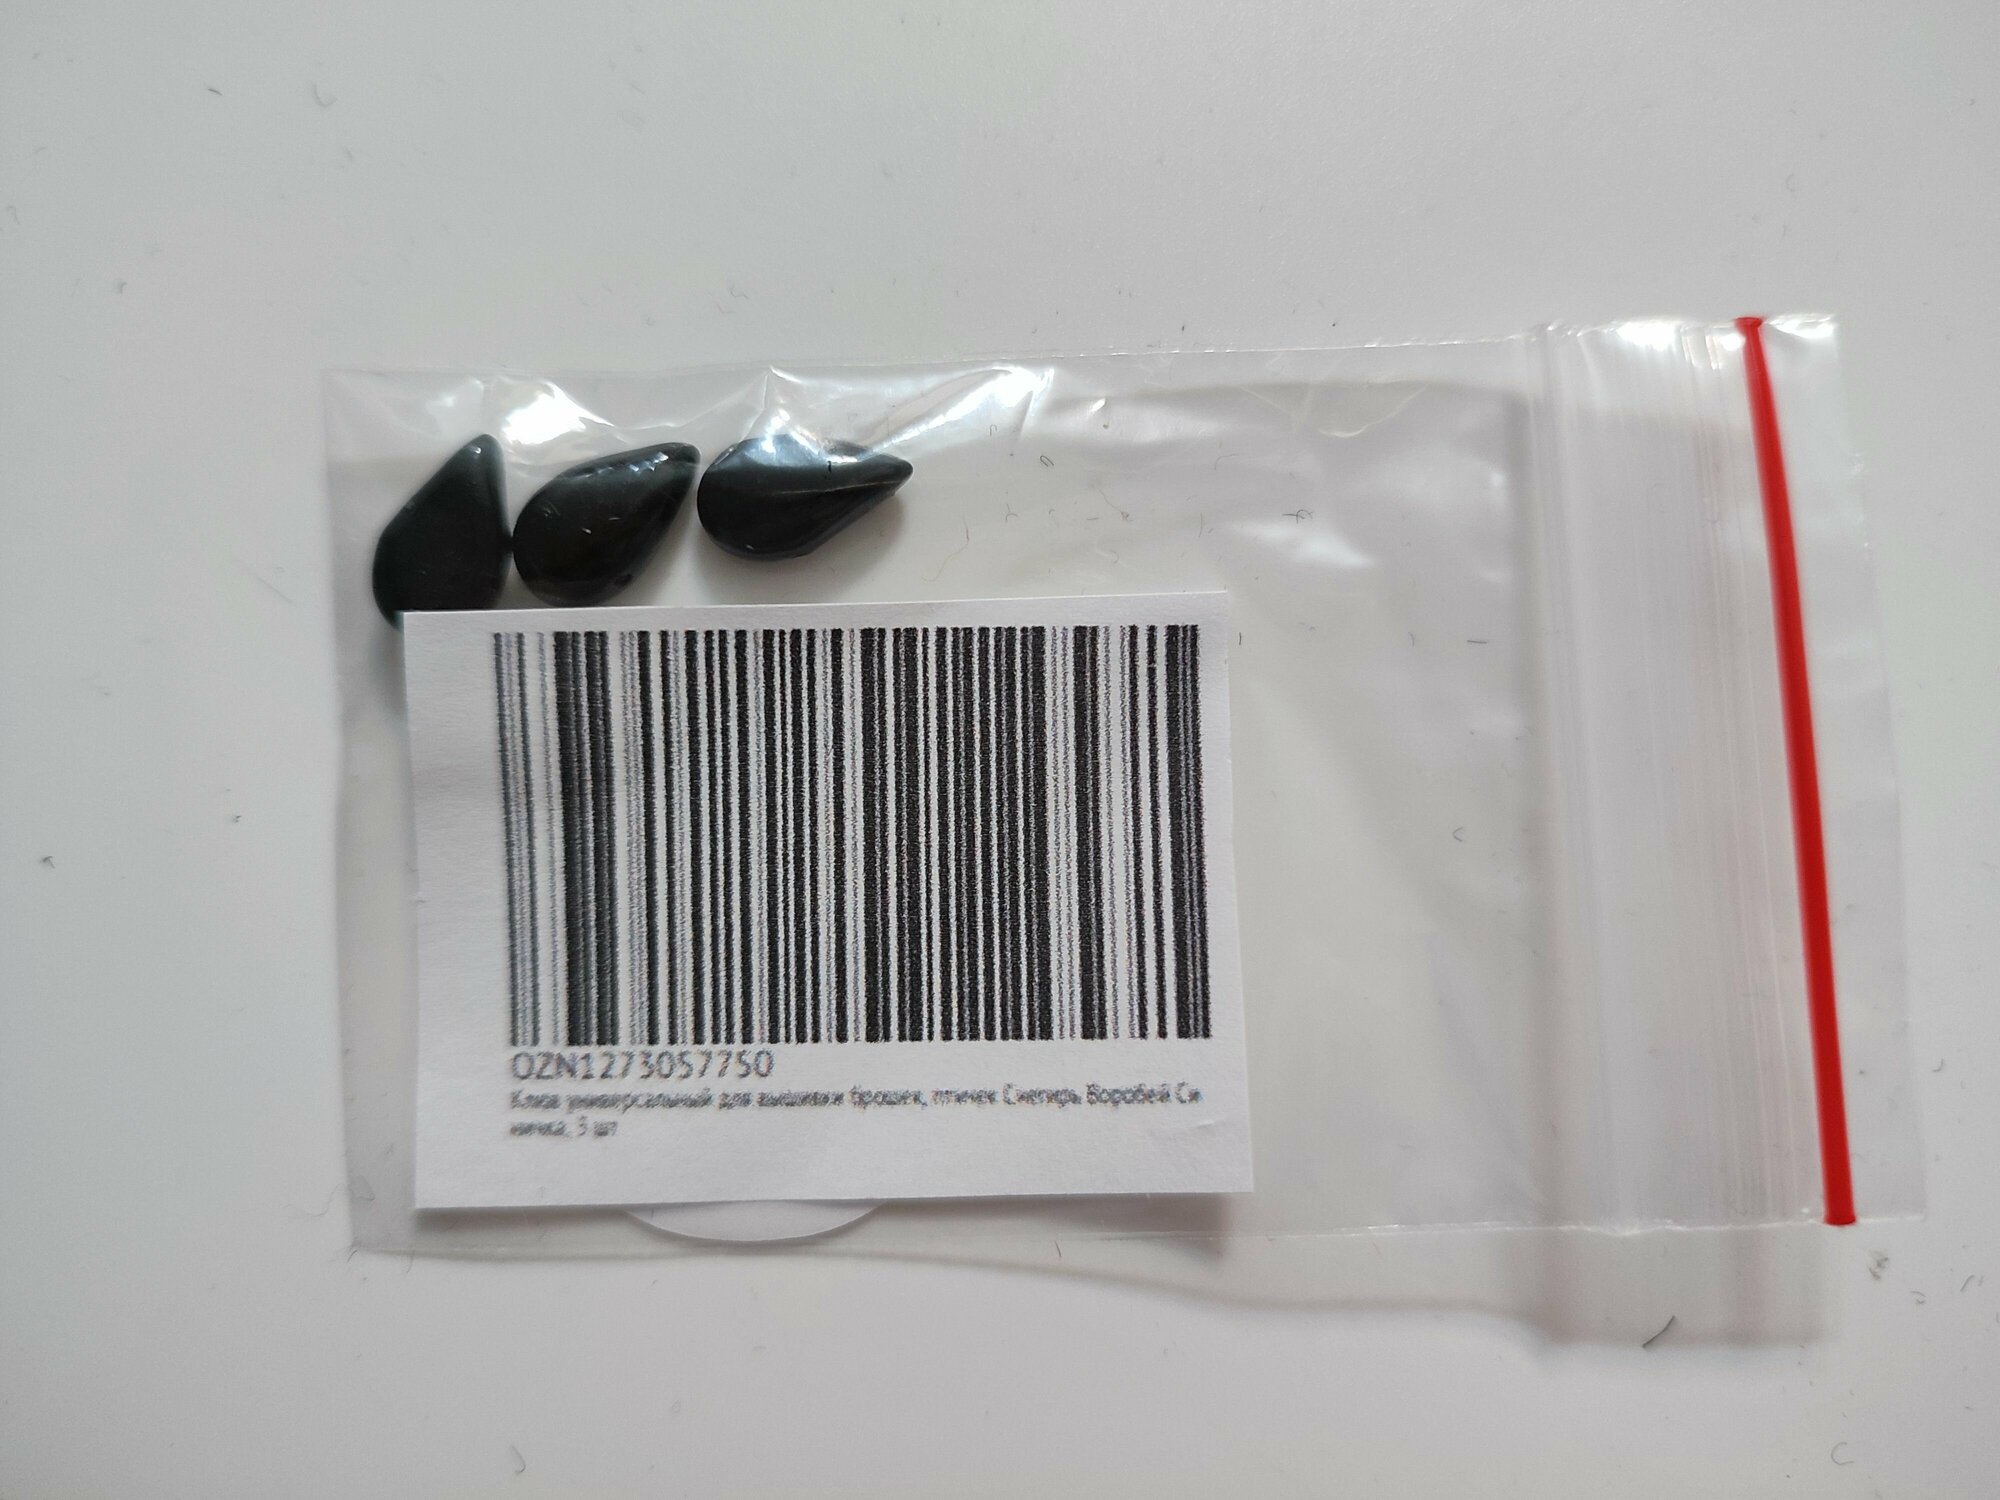 OZN1273057750
Клюв универсальный для вышивки брошек, птичек Снегирь Воробей Си
ничка, 3 шт